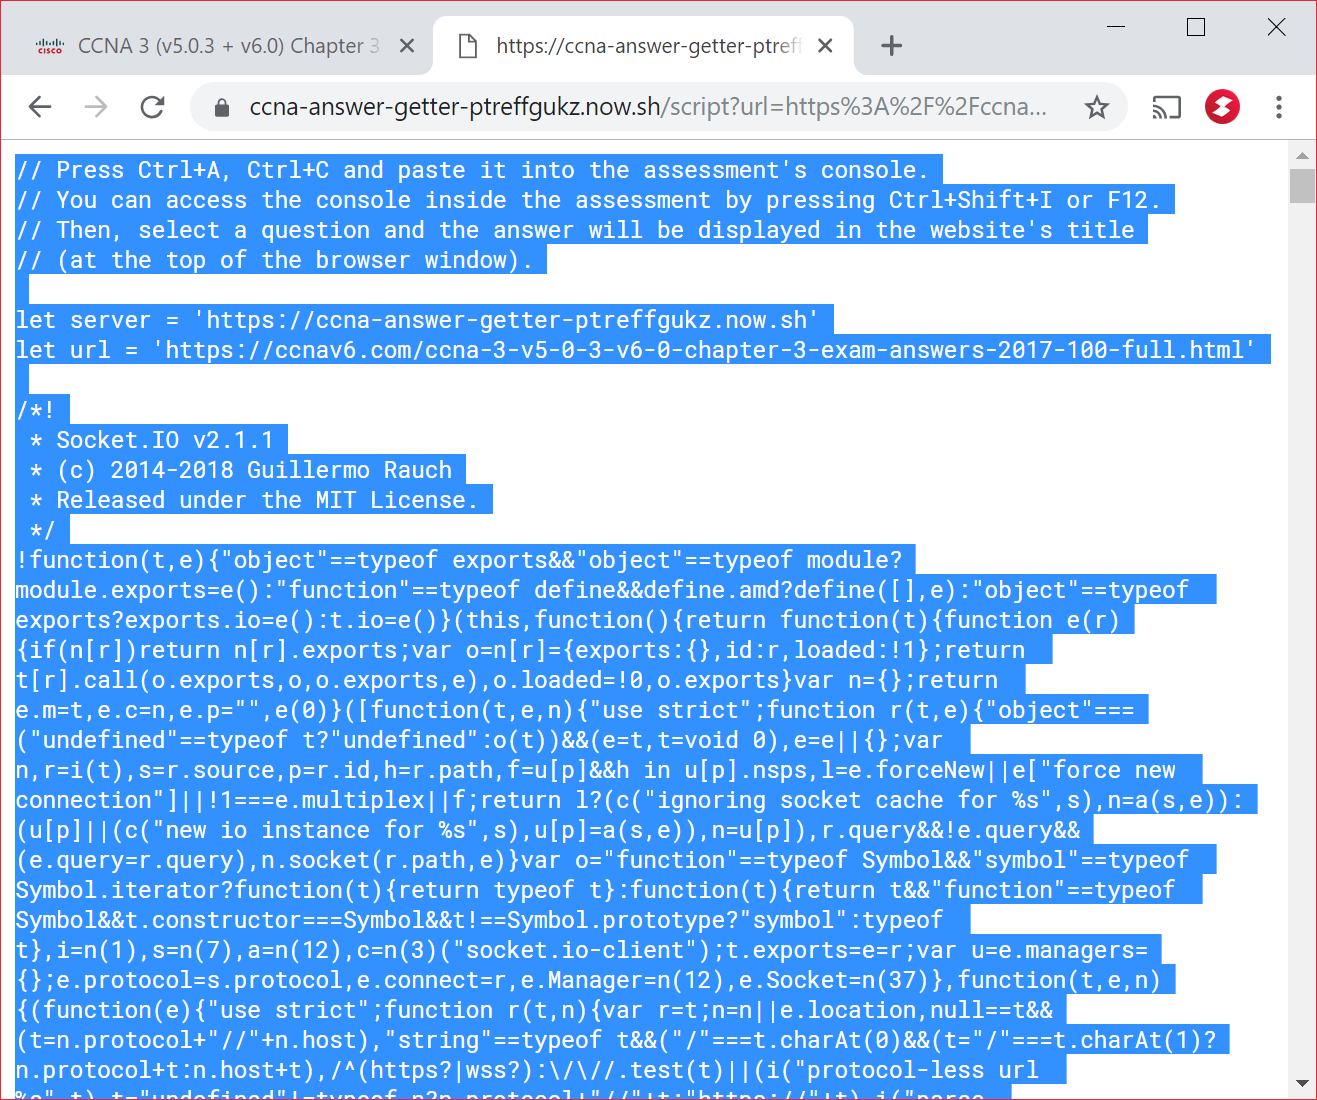 CISCO CCNA 3 (v5.0.3 + v6.0) Chapter 3
https://ccna-answer-getter-ptreff
ccna-answer-getter-ptreffgukz.now.sh/script?url=https%3A%2F%2Fccna...
// Press Ctrl+A, Ctrl+C and paste it into the assessment's console.
// You can access the console inside the assessment by pressing Ctrl+Shift+I or F12.
// Then, select a question and the answer will be displayed in the website's title
// (at the top of the browser window).
let server = 'https://ccna-answer-getter-ptreffgukz.now.sh'
let url = 'https://ccnav6.com/ccna-3-v5-0-3-v6-0-chapter-3-exam-answers-2017-100-full.html'
/*!
 * Socket.IO v2.1.1
 * (c) 2014-2018 Guillermo Rauch
 * Released under the MIT License.
 */
!function(t,e){"object"==typeof exports&&"object"==typeof module?
module.exports=e():"function"==typeof define&&define.amd?define([],e):"object"==typeof
exports?exports.io=e():t.io=e()}(this,function(){return function(t){function e(r)
{if(n[r])return n[r].exports;var o=n[r]={exports:{},id:r,loaded:!1};return
t[r].call(o.exports,o,o.exports,e),o.loaded=!0,o.exports}var n={};return
e.m=t,e.c=n,e.p="",e(0)}([function(t,e,n){"use strict";function r(t,e){"object"===
("undefined"==typeof t?"undefined":o(t))&&(e=t,t=void 0),e=e||{};var
n,r=i(t),s=r.source,p=r.id,h=r.path,f=u[p]&&h in u[p].nsps,l=e.forceNew||e["force new
connection"]||!1===e.multiplex||f;return l?(c("ignoring socket cache for %s",s),n=a(s,e)):
(u[p]||(c("new io instance for %s",s),u[p]=a(s,e)),n=u[p]),r.query&&!e.query&&
(e.query=r.query),n.socket(r.path,e)}var o="function"==typeof Symbol&&"symbol"==typeof
Symbol.iterator?function(t){return typeof t}:function(t){return t&&"function"==typeof
Symbol&&t.constructor===Symbol&&t!==Symbol.prototype?"symbol":typeof
t},i=n(1),s=n(7),a=n(12),c=n(3)("socket.io-client");t.exports=e=r;var u=e.managers=
{};e.protocol=s.protocol,e.connect=r,e.Manager=n(12),e.Socket=n(37)},function(t,e,n)
{(function(e){"use strict";function r(t,n){var r=t;n=n||e.location,null==t&&
(t=n.protocol+"//"+n.host),"string"==typeof t&&("/"===t.charAt(0)&&(t="/"===t.charAt(1)?
n.protocol+t:n.host+t),/^(https?|wss?):\/\//.test(t)||(i("protocol-less url
%s",t),t="undefined"!=typeof n?n.protocol+"//"+t:"https://"+t),i("parse